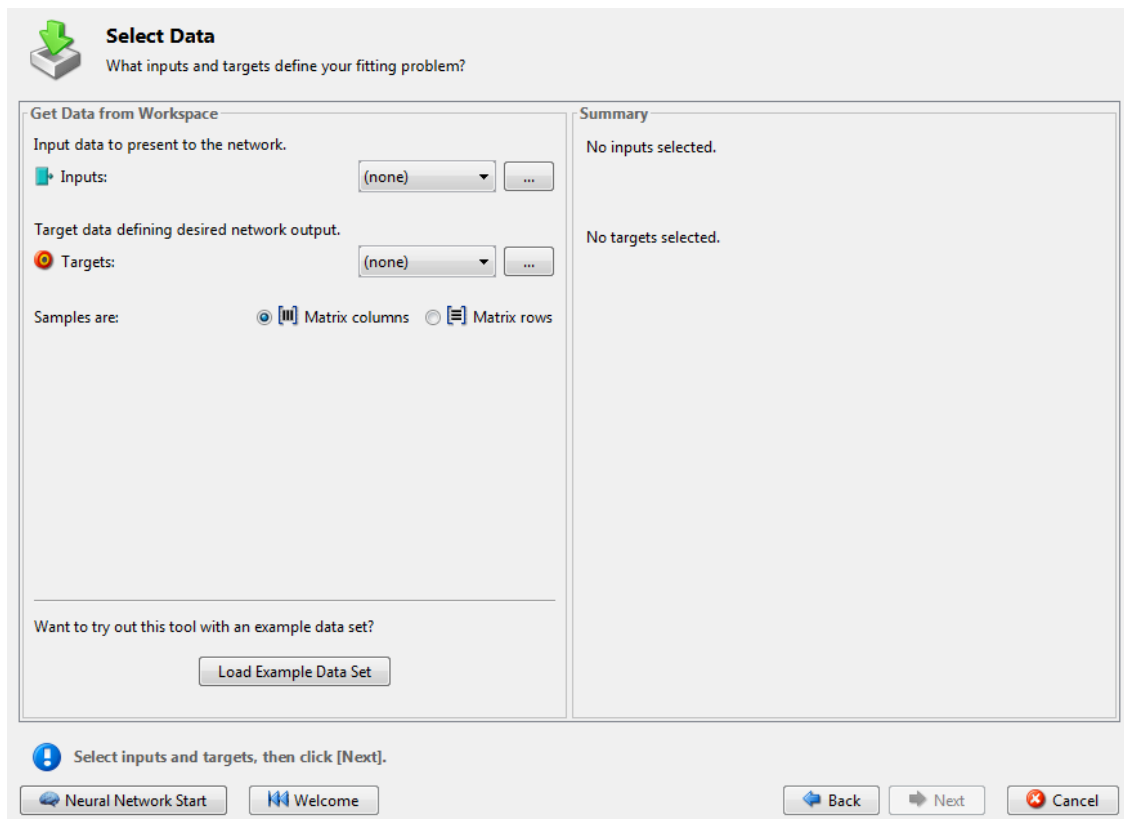 Select Data
What inputs and targets define your fitting problem?
Get Data from Workspace
Input data to present to the network.
Inputs: (none) ...
Target data defining desired network output.
Targets: (none) ...
Samples are: Matrix columns Matrix rows
Want to try out this tool with an example data set?
Load Example Data Set
Summary
No inputs selected.
No targets selected.
Select inputs and targets, then click [Next].
Neural Network Start Welcome Back Next Cancel